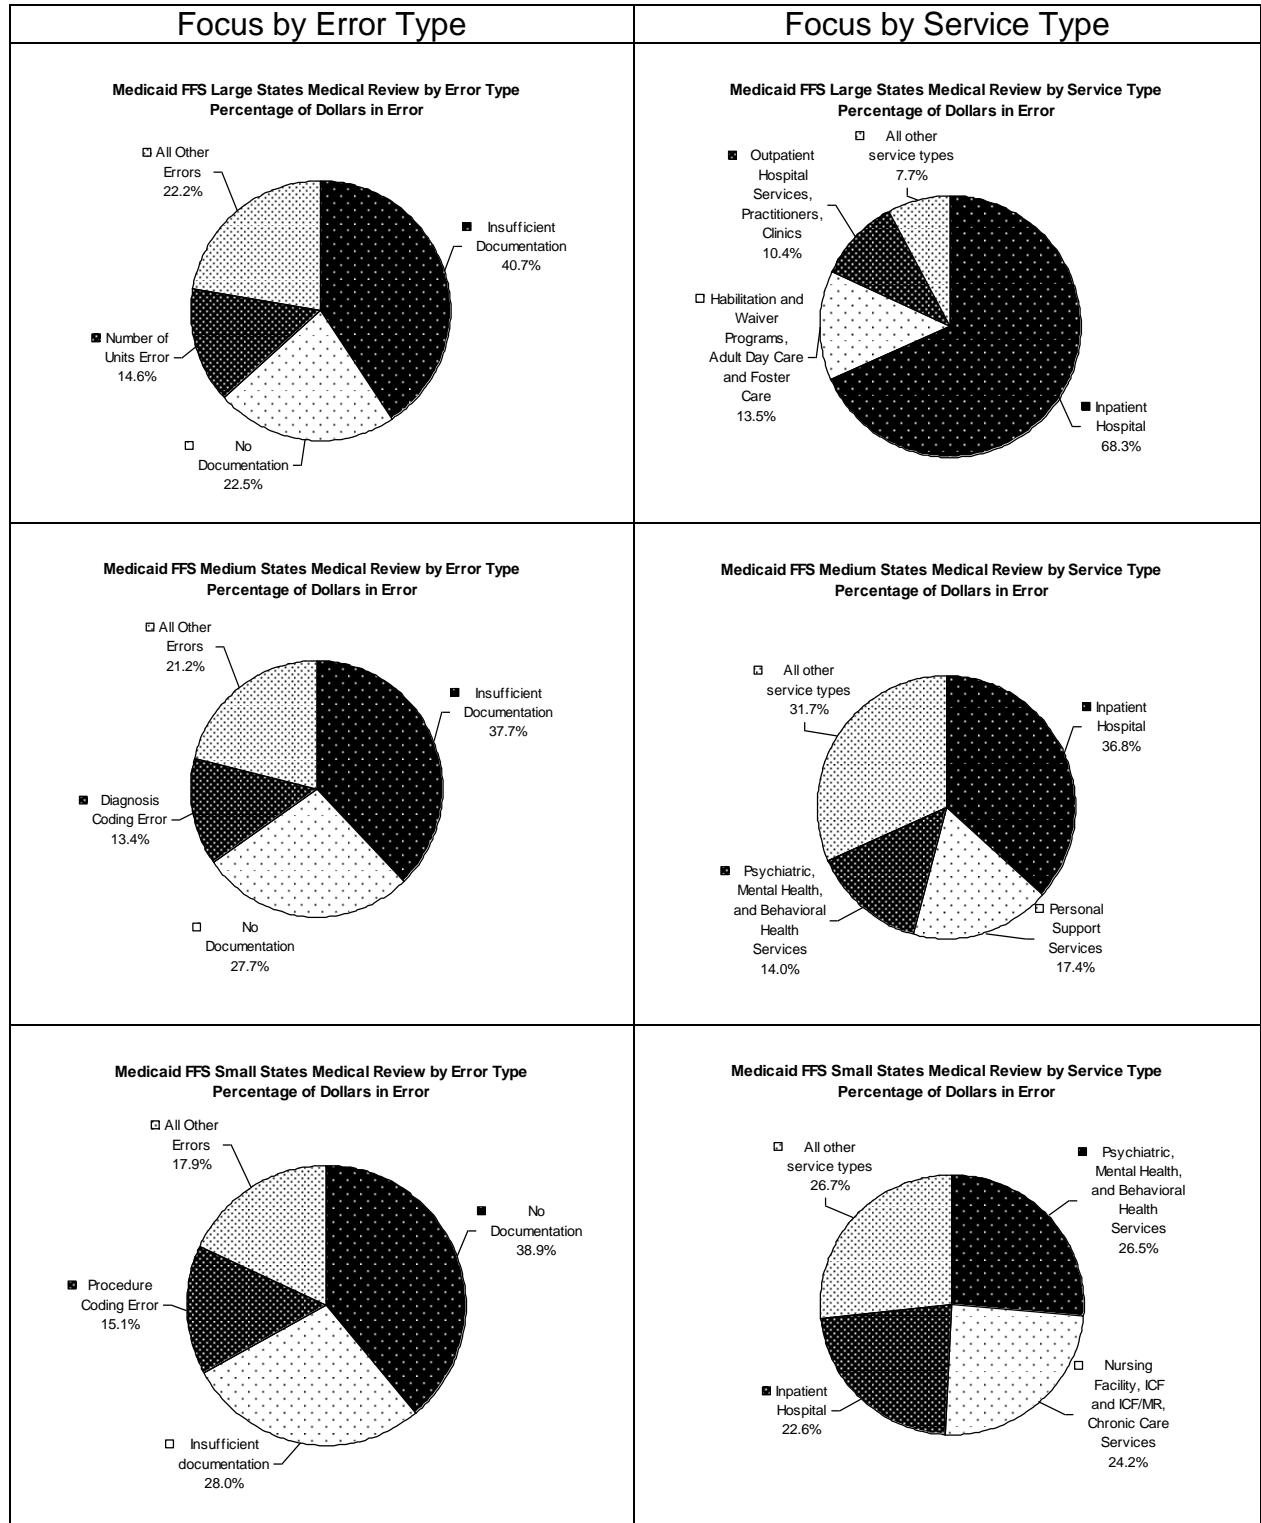 Focus by Error Type
Focus by Service Type
Medicaid FFS Large States Medical Review by Error Type
Percentage of Dollars in Error
All Other
Errors
22.2%
Insufficient
Documentation
40.7%
Number of
Units Error
14.6%
No
Documentation
22.5%
Medicaid FFS Large States Medical Review by Service Type
Percentage of Dollars in Error
All other
service types
7.7%
Outpatient
Hospital
Services,
Practitioners,
Clinics
10.4%
Habilitation and
Waiver
Programs,
Adult Day Care
and Foster
Care
13.5%
Inpatient
Hospital
68.3%
Medicaid FFS Medium States Medical Review by Error Type
Percentage of Dollars in Error
All Other
Errors
21.2%
Insufficient
Documentation
37.7%
Diagnosis
Coding Error
13.4%
No
Documentation
27.7%
Medicaid FFS Medium States Medical Review by Service Type
Percentage of Dollars in Error
All other
service types
31.7%
Inpatient
Hospital
36.8%
Psychiatric,
Mental Health,
and Behavioral
Health
Services
14.0%
Personal
Support
Services
17.4%
Medicaid FFS Small States Medical Review by Error Type
Percentage of Dollars in Error
All Other
Errors
17.9%
No
Documentation
38.9%
Procedure
Coding Error
15.1%
Insufficient
documentation
28.0%
Medicaid FFS Small States Medical Review by Service Type
Percentage of Dollars in Error
All other
service types
26.7%
Psychiatric,
Mental Health,
and Behavioral
Health
Services
26.5%
Inpatient
Hospital
22.6%
Nursing
Facility, ICF
and ICF/MR,
Chronic Care
Services
24.2%